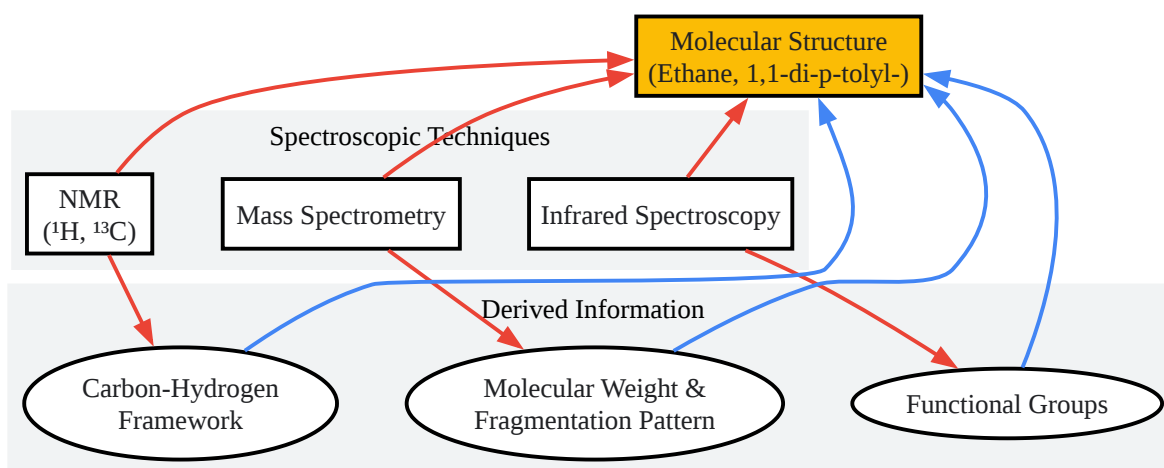 Molecular Structure
(Ethane, 1,1-di-p-tolyl-)
Spectroscopic Techniques
NMR
(¹H, ¹³C)
Mass Spectrometry
Infrared Spectroscopy
Derived Information
Carbon-Hydrogen
Framework
Molecular Weight &
Fragmentation Pattern
Functional Groups